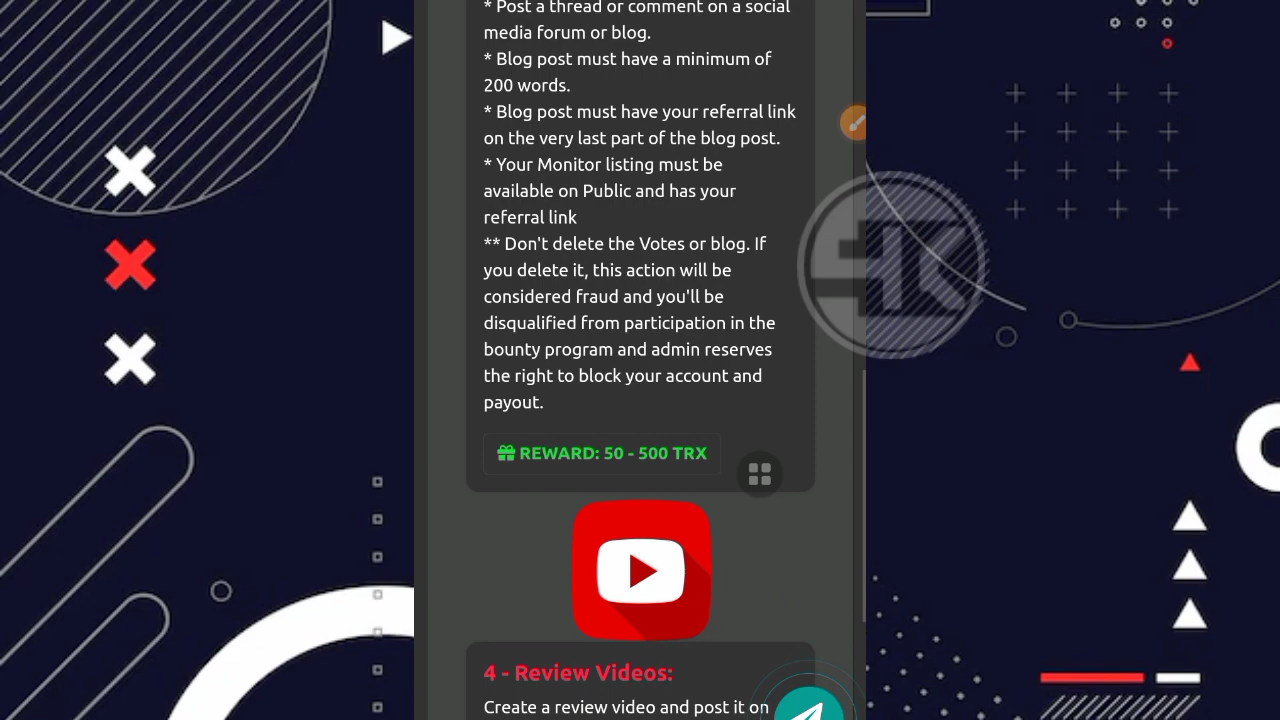 * Post a thread or comment on a social
media forum or blog.
* Blog post must have a minimum of
200 words.
* Blog post must have your referral link
on the very last part of the blog post.
* Your Monitor listing must be
available on Public and has your
referral link
** Don't delete the Votes or blog. If
you delete it, this action will be
considered fraud and you'll be
disqualified from participation in the
bounty program and admin reserves
the right to block your account and
payout.
REWARD: 50 - 500 TRX
4 - Review Videos:
Create a review video and post it on